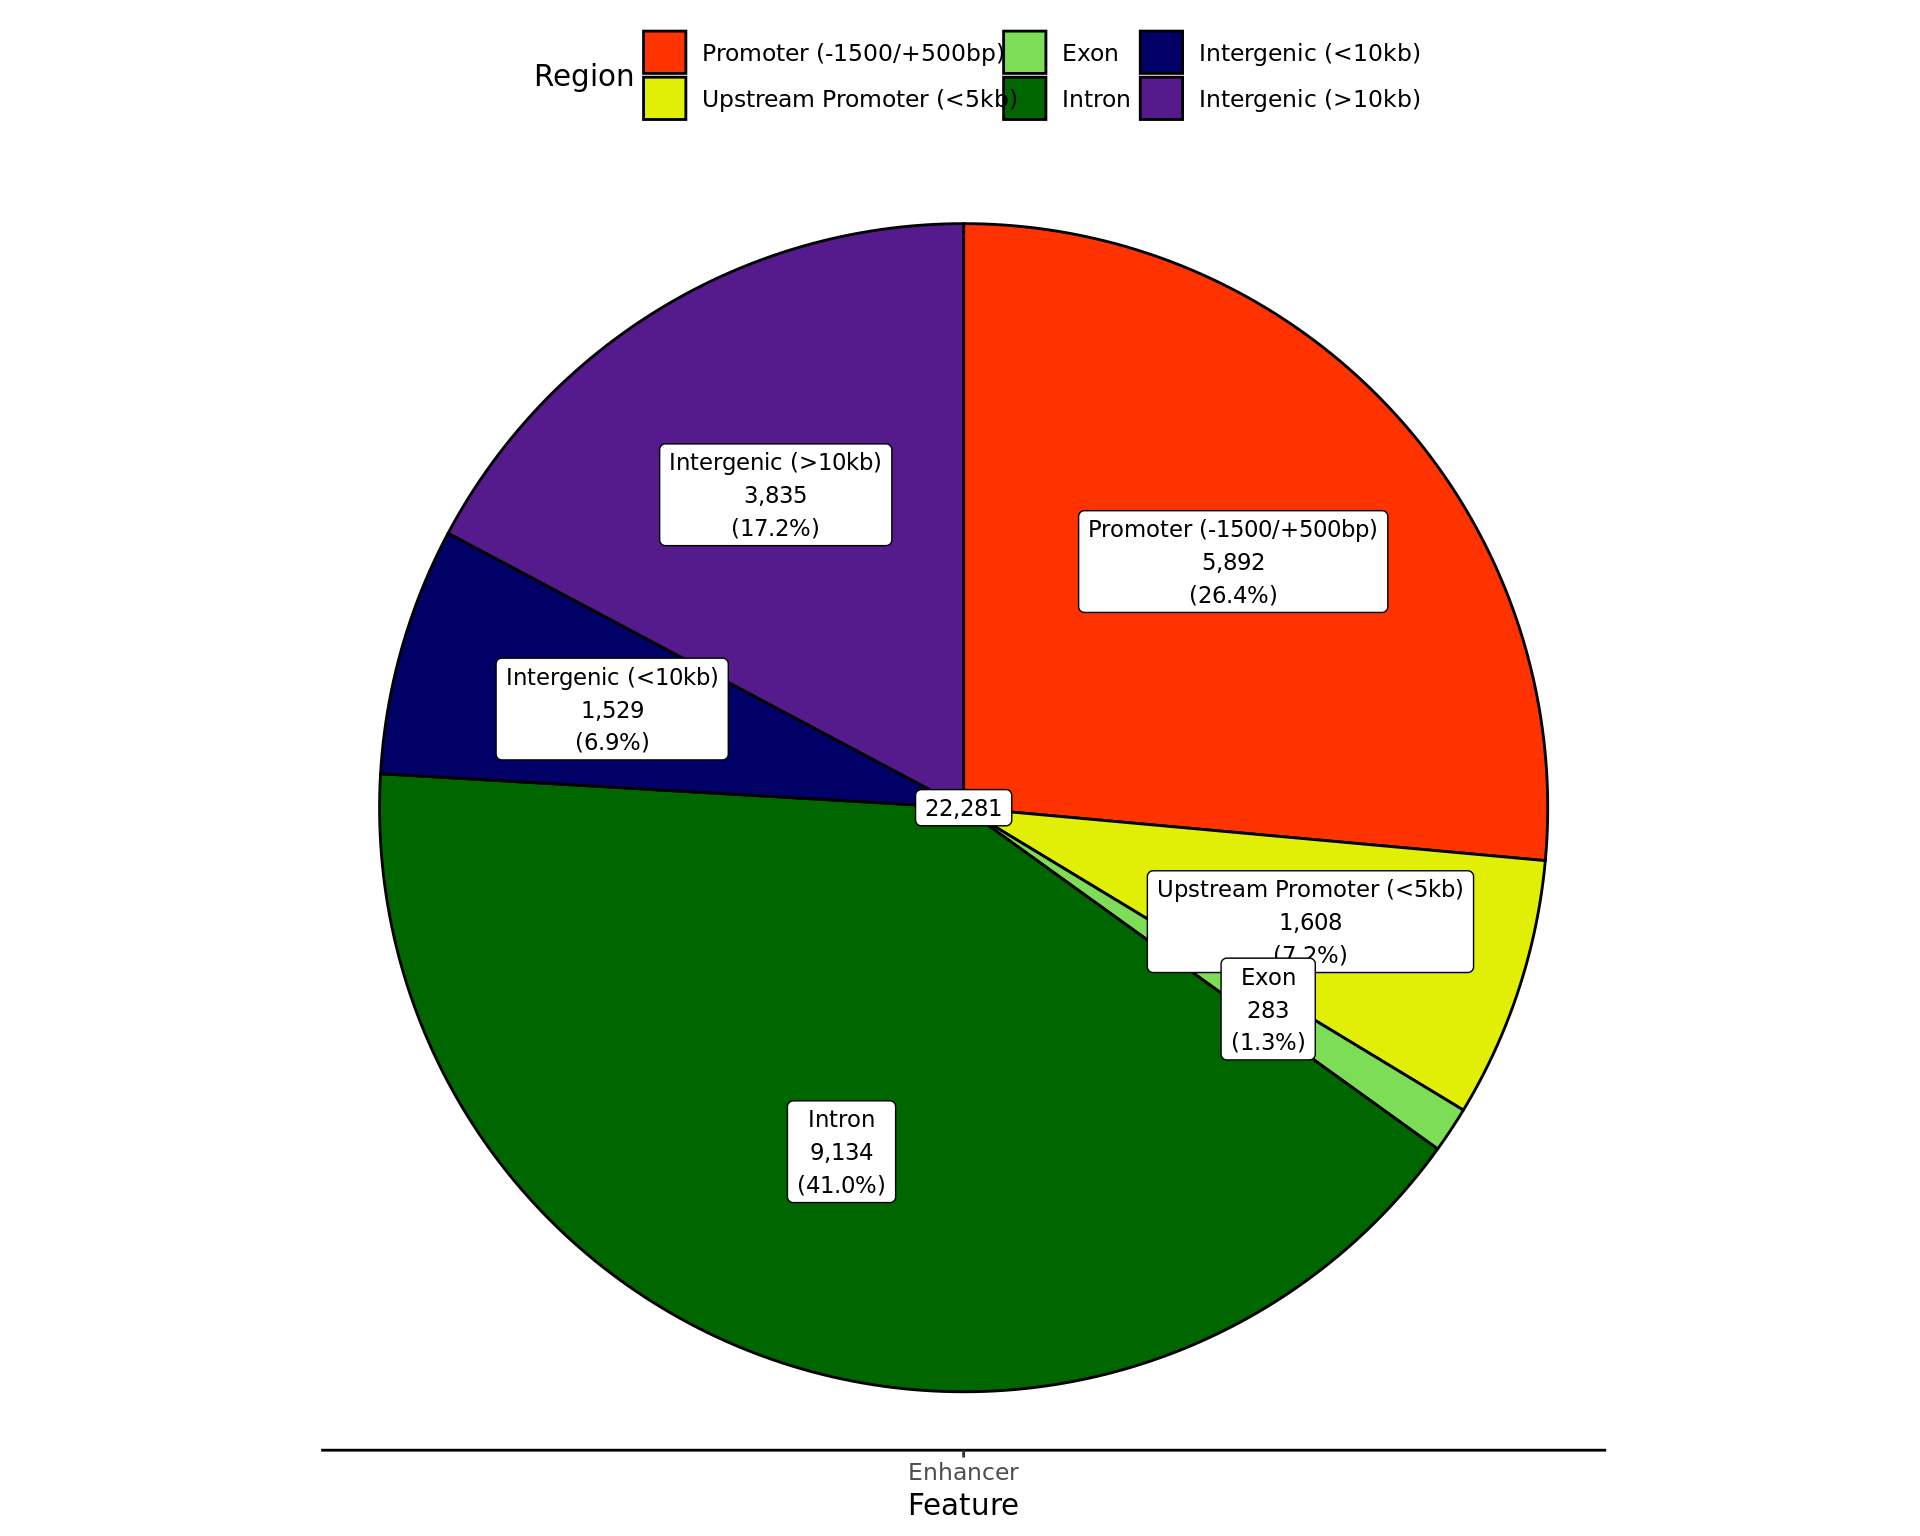 Region
Promoter (-1500/+500bp)
Exon
Intergenic (<10kb)
Upstream Promoter (<5kb)
Intron
Intergenic (>10kb)
Intergenic (>10kb)
3,835
(17.2%)
Promoter (-1500/+500bp)
5,892
(26.4%)
Intergenic (<10kb)
1,529
(6.9%)
22,281
Upstream Promoter (<5kb)
1,608
(7.2%)
Exon
283
(1.3%)
Intron
9,134
(41.0%)
Enhancer
Feature